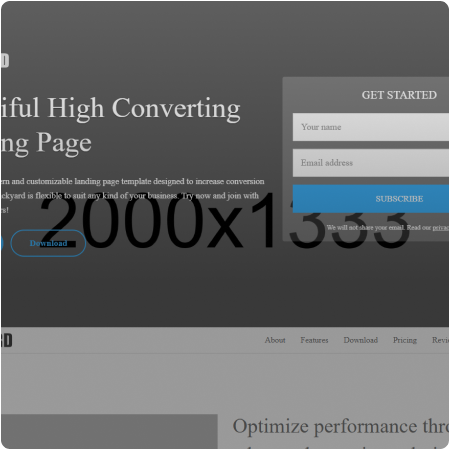 iful High Converting
ng Page
ern and customizable landing page template designed to increase conversion
ckyard is flexible to suit any kind of your business. Try now and join with
rs!
Download
2000x1333
GET STARTED
Your name
Email address
SUBSCRIBE
We will not share your email. Read our privac
RD
About Features Download Pricing Revi
Optimize performance thro